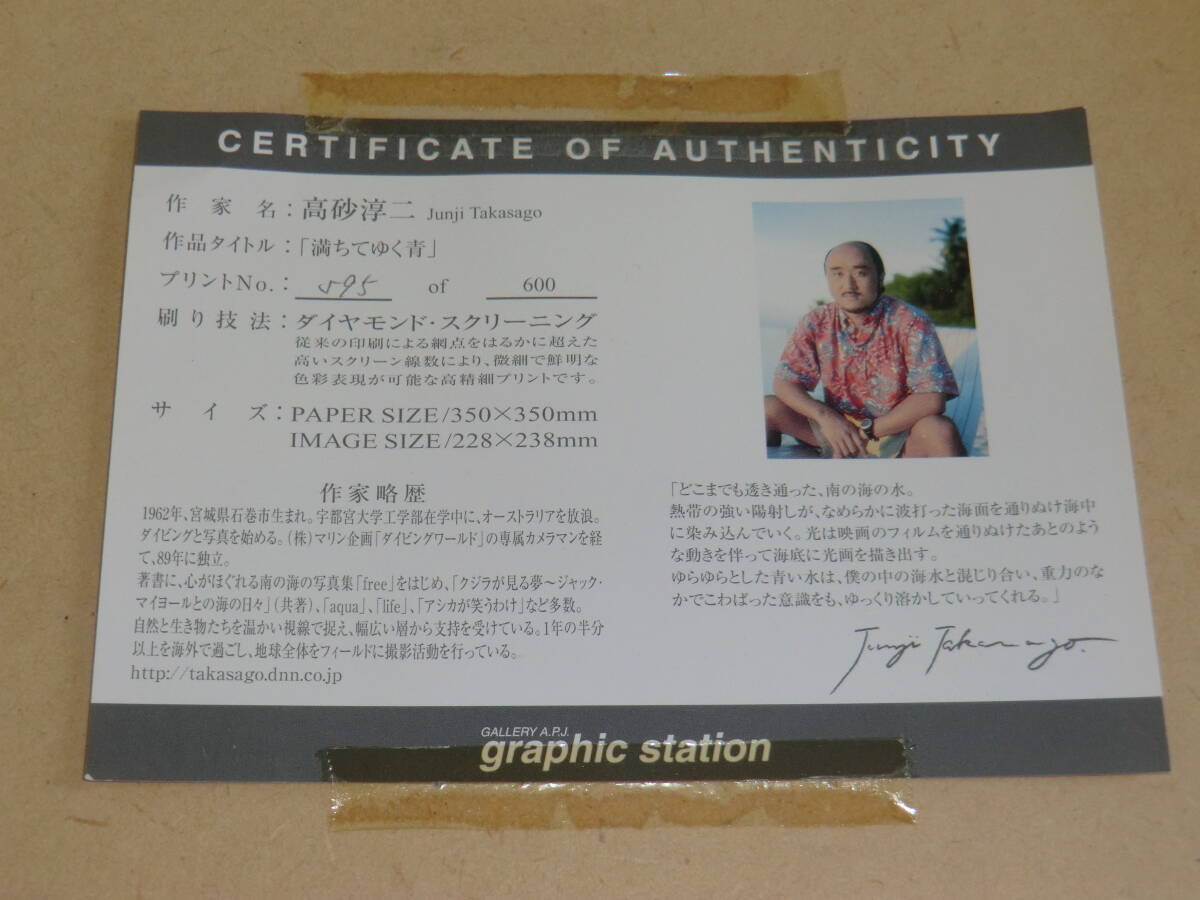 CERTIFICATE OF AUTHENTICITY
作家名：高砂淳二 Junji Takasago
作品タイトル：「満ちてゆく青」
プリントNo.： 595 of 600
刷り技法：ダイヤモンド・スクリーニング
従来の印刷による網点をはるかに超えた
高いスクリーン線数により、微細で鮮明な
色彩表現が可能な高精細プリントです。
サイズ：PAPER SIZE/350×350mm
IMAGE SIZE/228×238mm
作家略歴
1962年、宮城県石巻市生まれ。宇都宮大学工学部在学中に、オーストラリアを放浪。
ダイビングと写真を始める。（株）マリン企画「ダイビングワールド」の専属カメラマンを経
て、89年に独立。
著書に、心がほぐれる南の海の写真集「free」をはじめ、「クジラが見る夢〜ジャック・
マイヨールとの海の日々」（共著）、「aqua」、「life」、「アシカが笑うわけ」など多数。
自然と生き物たちを温かい視線で捉え、幅広い層から支持を受けている。1年の半分
以上を海外で過ごし、地球全体をフィールドに撮影活動を行っている。
http://takasago.dnn.co.jp
「どこまでも透き通った、南の海の水。
熱帯の強い陽射しが、なめらかに波打った海面を通りぬけ海中
に染み込んでいく。光は映画のフィルムを通りぬけたあとのよう
な動きを伴って海底に光画を描き出す。
ゆらゆらとした青い水は、僕の中の海水と混じり合い、重力のな
かでこわばった意識をも、ゆっくり溶かしていってくれる。」
Junji Takasago.
GALLERY A.P.J.
graphic station